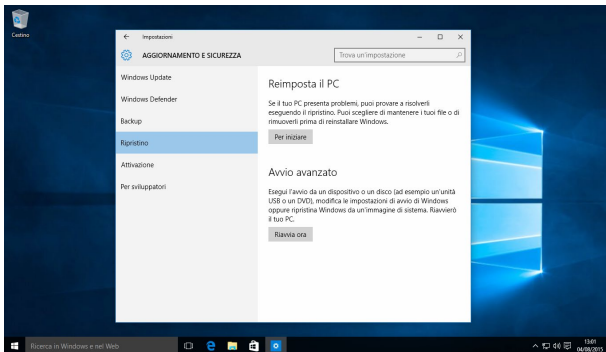 Cestino
Impostazioni
AGGIORNAMENTO E SICUREZZA
Trova un'impostazione
Windows Update
Windows Defender
Backup
Ripristino
Attivazione
Per sviluppatori
Reimposta il PC
Se il tuo PC presenta problemi, puoi provare a risolverli
eseguendo il ripristino. Puoi scegliere di mantenere i tuoi file o di
rimuoverli prima di reinstallare Windows.
Per iniziare
Avvio avanzato
Esegui l'avvio da un dispositivo o un disco (ad esempio un'unità
USB o un DVD), modifica le impostazioni di avvio di Windows
oppure ripristina Windows da un'immagine di sistema. Riavvierò
il tuo PC.
Riavvia ora
Ricerca in Windows e nel Web
13:01
04/08/2015